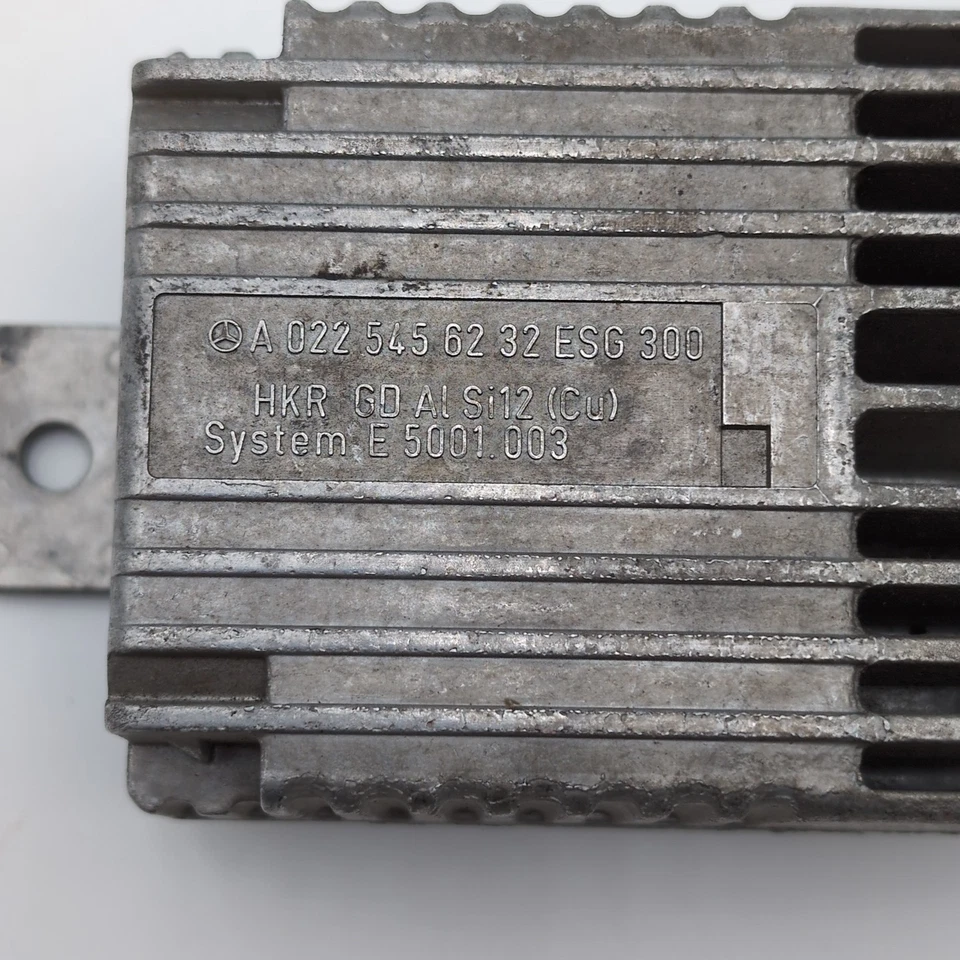 A 022 545 62 32 ESG 300
HKR GD Al Si12 (Cu)
System E 5001.003